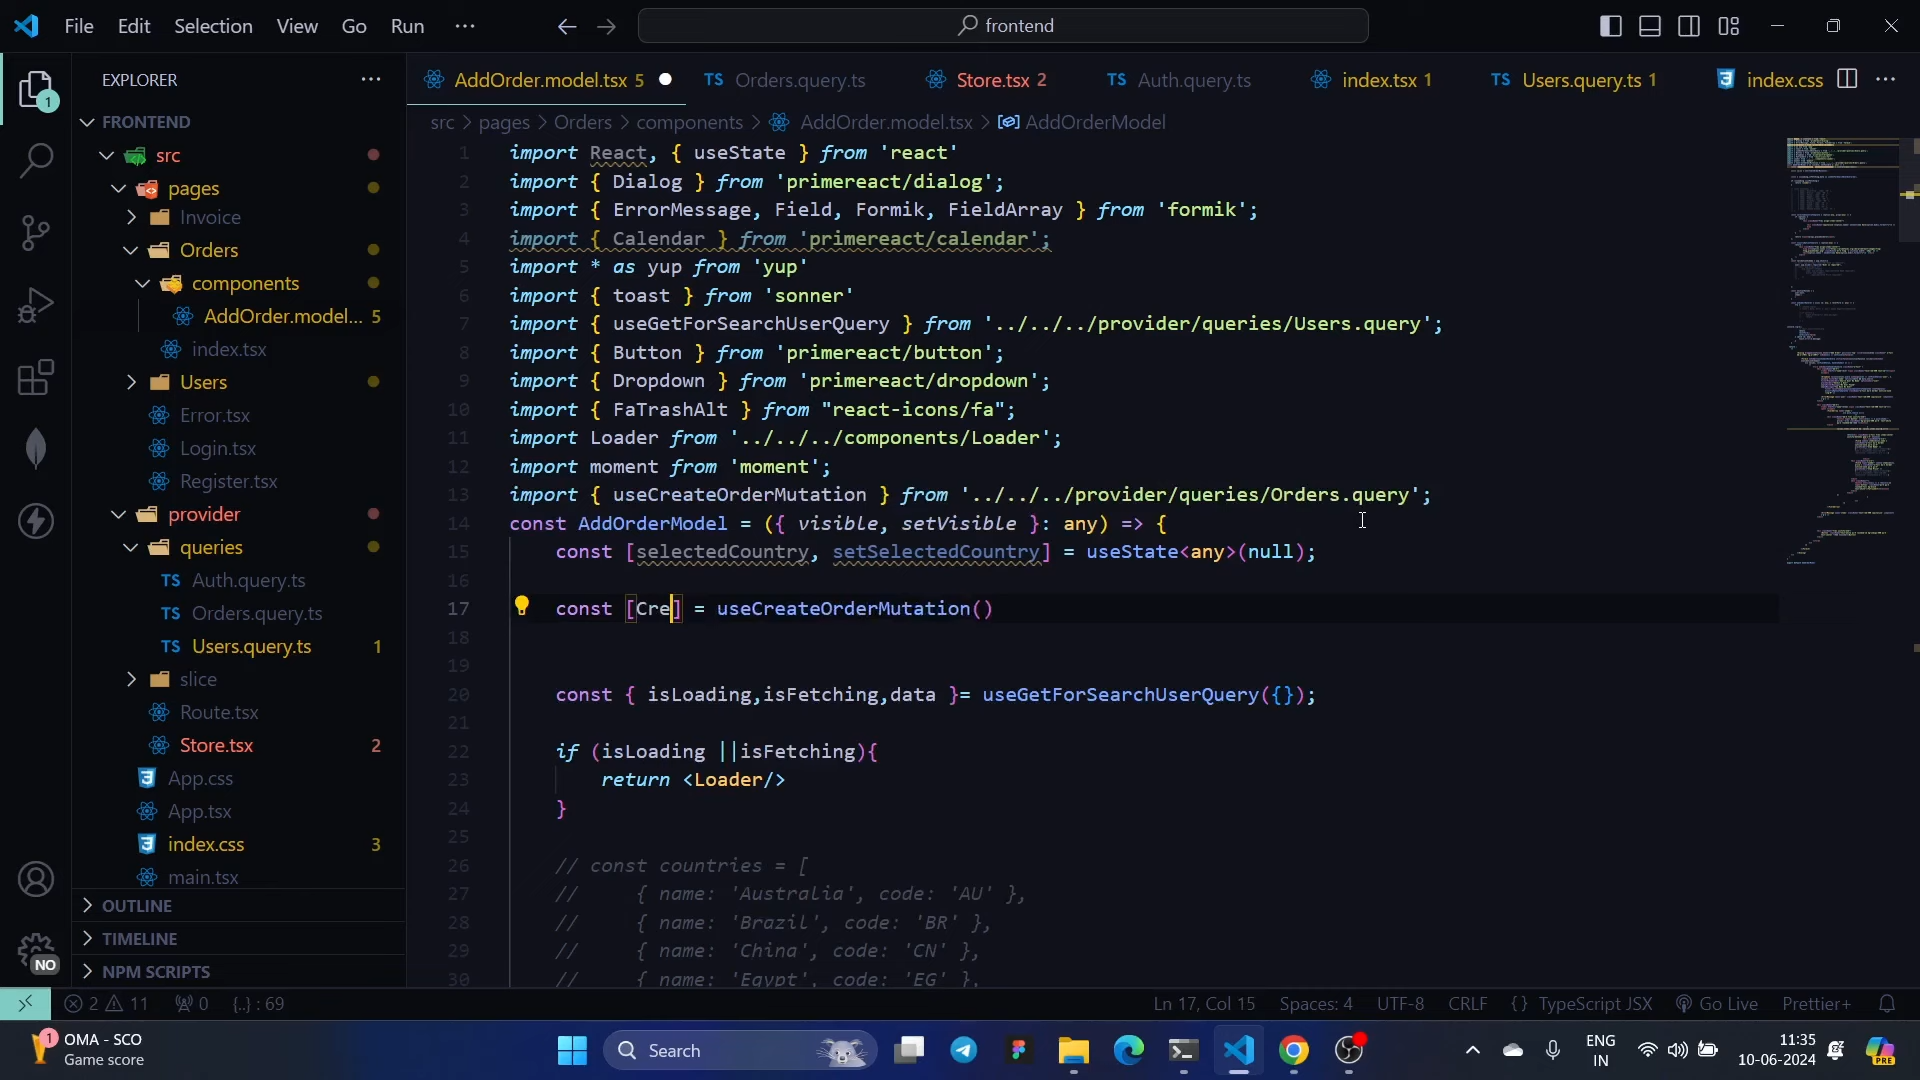 File Edit Selection View Go Run ··· frontend
EXPLORER
FRONTEND
src
pages
Invoice
Orders
components
AddOrder.model... 5
index.tsx
Users
Error.tsx
Login.tsx
Register.tsx
provider
queries
Auth.query.ts
Orders.query.ts
Users.query.ts 1
slice
Route.tsx
Store.tsx 2
App.css
App.tsx
index.css 3
main.tsx
OUTLINE
TIMELINE
NPM SCRIPTS
1
NO
AddOrder.model.tsx 5 TS Orders.query.ts Store.tsx 2 TS Auth.query.ts index.tsx 1 TS Users.query.ts 1 index.css
src > pages > Orders > components > AddOrder.model.tsx > AddOrderModel
1 import React, { useState } from 'react'
2 import { Dialog } from 'primereact/dialog';
3 import { ErrorMessage, Field, Formik, FieldArray } from 'formik';
4 import { Calendar } from 'primereact/calendar';
5 import * as yup from 'yup'
6 import { toast } from 'sonner'
7 import { useGetForSearchUserQuery } from '../../../provider/queries/Users.query';
8 import { Button } from 'primereact/button';
9 import { Dropdown } from 'primereact/dropdown';
10 import { FaTrashAlt } from "react-icons/fa";
11 import Loader from '../../../components/Loader';
12 import moment from 'moment';
13 import { useCreateOrderMutation } from '../../../provider/queries/Orders.query';
14 const AddOrderModel = ({ visible, setVisible }: any) => {
15 const [selectedCountry, setSelectedCountry] = useState<any>(null);
16
17 const [Cre] = useCreateOrderMutation()
18
19
20 const { isLoading,isFetching,data }= useGetForSearchUserQuery({});
21
22 if (isLoading ||isFetching){
23 return <Loader/>
24 }
25
26 // const countries = [
27 // { name: 'Australia', code: 'AU' },
28 // { name: 'Brazil', code: 'BR' },
29 // { name: 'China', code: 'CN' },
30 // { name: 'Egypt', code: 'EG' },
2 11 0 {..} : 69 Ln 17, Col 15 Spaces: 4 UTF-8 CRLF {} TypeScript JSX Go Live Prettier+
1 OMA - SCO
Game score
Search
ENG
IN
11:35
10-06-2024
PRE